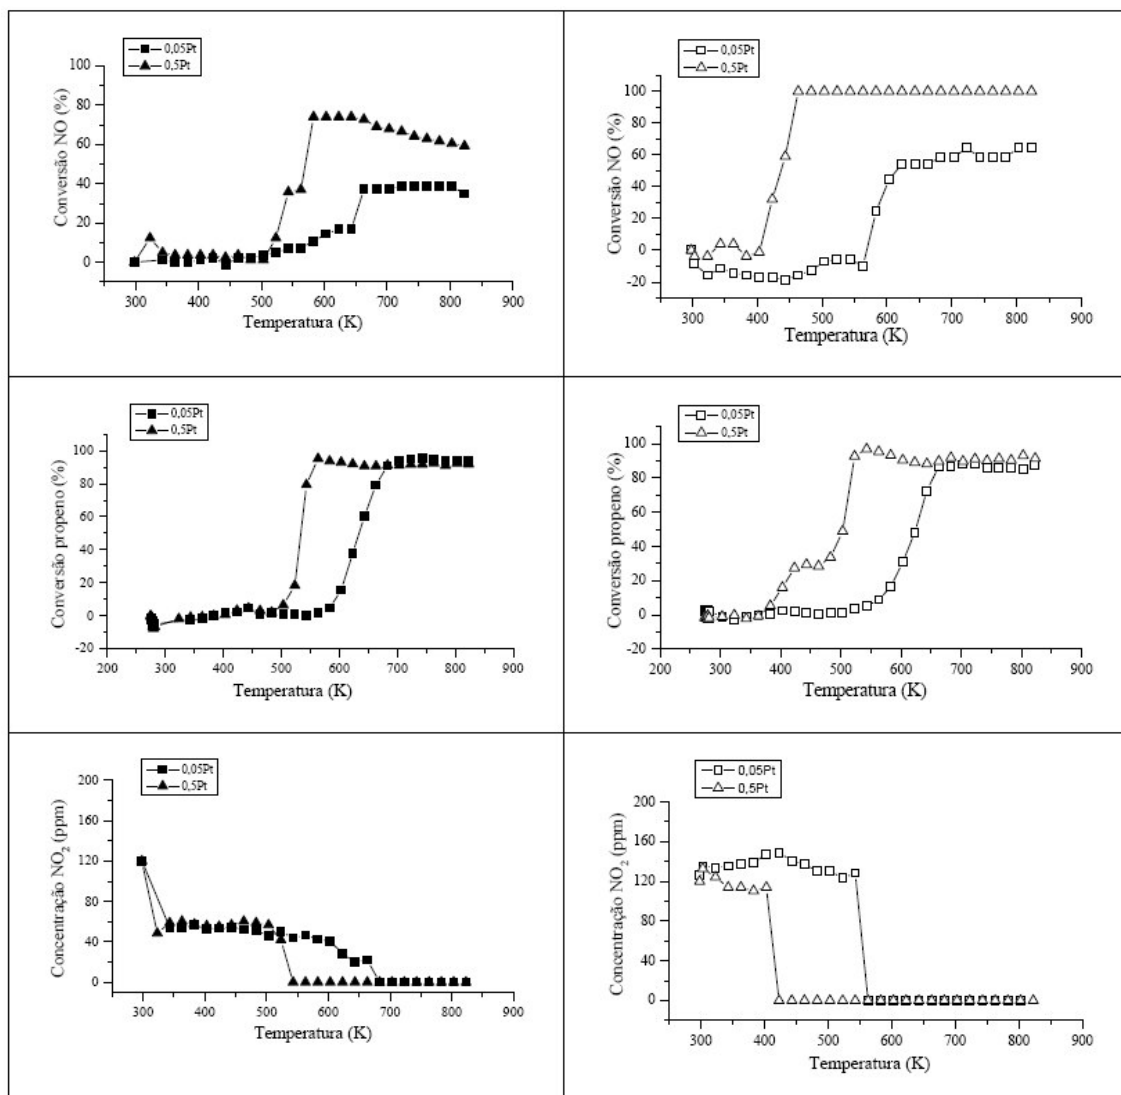 0,05Pt
0,5Pt
Conversão NO (%)
100
80
60
40
20
0
300 400 500 600 700 800 900
Temperatura (K)
0,05Pt
0,5Pt
Conversão NO (%)
100
80
60
40
20
0
-20
300 400 500 600 700 800 900
Temperatura (K)
0,05Pt
0,5Pt
Conversão propeno (%)
100
80
60
40
20
0
-20
200 300 400 500 600 700 800 900
Temperatura (K)
0,05Pt
0,5Pt
Conversão propeno (%)
100
80
60
40
20
0
-20
200 300 400 500 600 700 800 900
Temperatura (K)
0,05Pt
0,5Pt
Concentração NO₂ (ppm)
200
160
120
80
40
0
300 400 500 600 700 800 900
Temperatura (K)
0,05Pt
0,5Pt
Concentração NO₂ (ppm)
200
160
120
80
40
0
300 400 500 600 700 800 900
Temperatura (K)